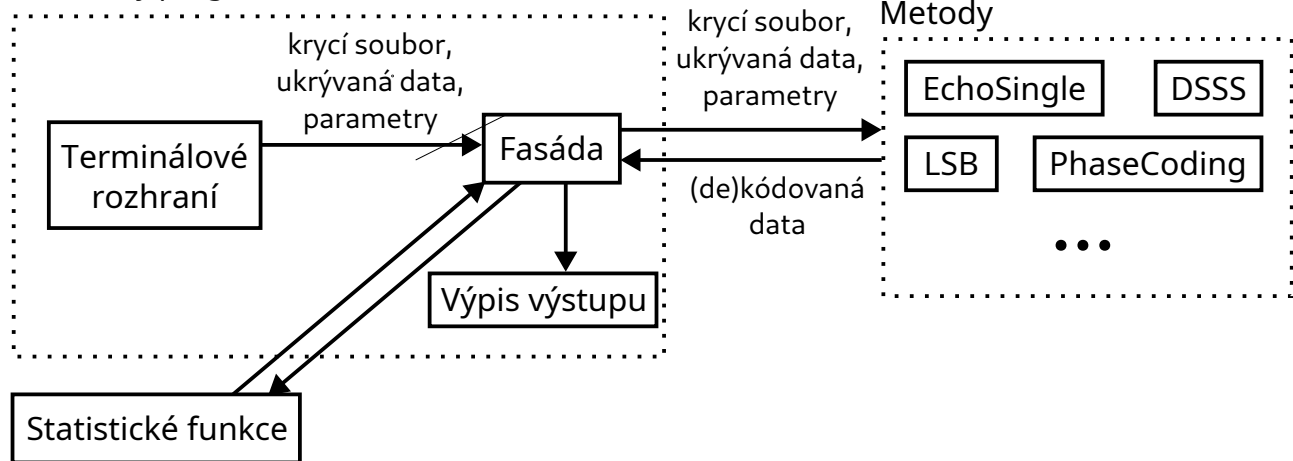 krycí soubor,
ukrývaná data,
parametry
krycí soubor,
ukrývaná data,
parametry
Metody
EchoSingle
DSSS
Terminálové
rozhraní
Fasáda
LSB
PhaseCoding
(de)kódovaná
data
Výpis výstupu
Statistické funkce